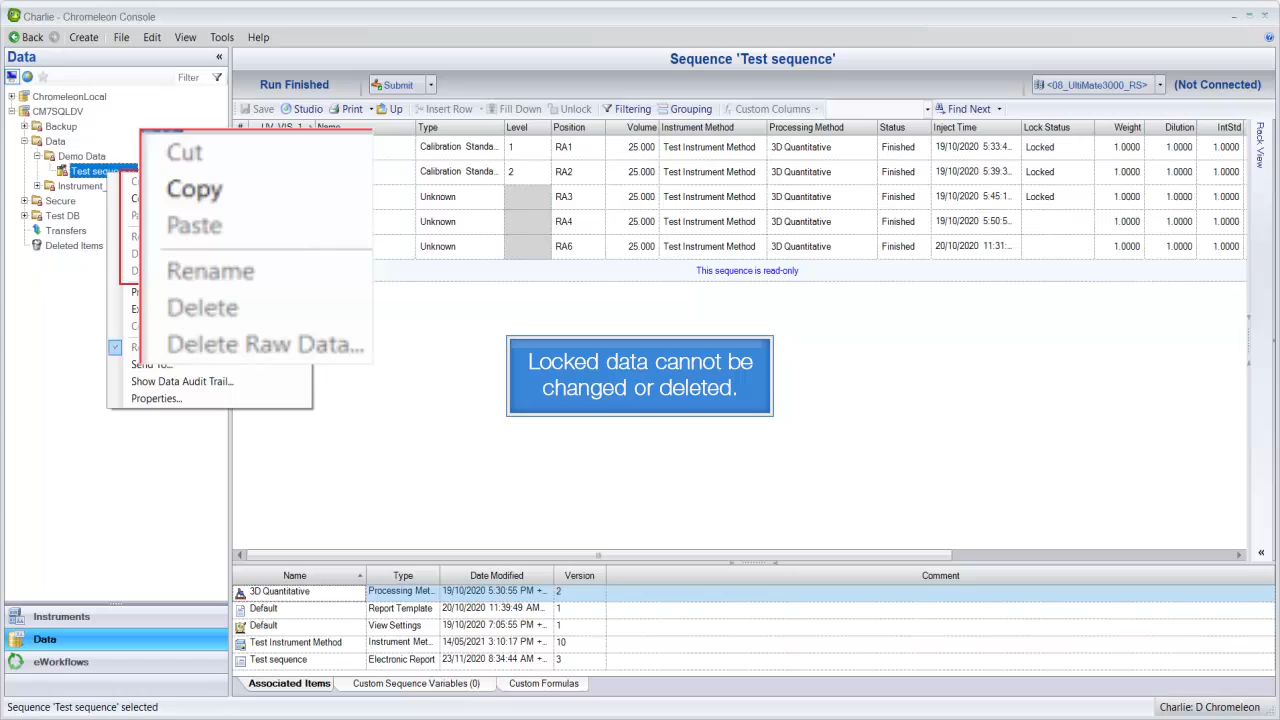 Charlie - Chromeleon Console
Back Create File Edit View Tools Help
Data «
Filter
ChromeleonLocal
CM7SQLDV
Backup
Data
Demo Data
Test sequ
Instrument_
Secure
Test DB
Transfers
Deleted Items
Cut
Copy
Paste
Rename
Delete
Delete Raw Data...
Send To...
Show Data Audit Trail...
Properties...
Instruments
Data
eWorkflows
Sequence 'Test sequence'
Run Finished Submit <08_UltiMate3000_RS> (Not Connected)
Save Studio Print Up Insert Row Fill Down Unlock Filtering Grouping Custom Columns Find Next
# UV_VIS_1 Name Type Level Position Volume Instrument Method Processing Method Status Inject Time Lock Status Weight Dilution IntStd
Calibration Standa... 1 RA1 25.000 Test Instrument Method 3D Quantitative Finished 19/10/2020 5:33:4... Locked 1.0000 1.0000 1.0000
Calibration Standa... 2 RA2 25.000 Test Instrument Method 3D Quantitative Finished 19/10/2020 5:39:3... Locked 1.0000 1.0000 1.0000
Unknown RA3 25.000 Test Instrument Method 3D Quantitative Finished 19/10/2020 5:45:1... Locked 1.0000 1.0000 1.0000
Unknown RA4 25.000 Test Instrument Method 3D Quantitative Finished 19/10/2020 5:50:5... 1.0000 1.0000 1.0000
Unknown RA6 25.000 Test Instrument Method 3D Quantitative Finished 20/10/2020 11:31:... 1.0000 1.0000 1.0000
This sequence is read-only
Rack View
Locked data cannot be
changed or deleted.
«
Name Type Date Modified Version Comment
3D Quantitative Processing Met... 19/10/2020 5:30:55 PM +... 2
Default Report Template 20/10/2020 11:39:49 AM... 1
Default View Settings 19/10/2020 7:05:55 PM +... 1
Test Instrument Method Instrument Met... 14/05/2021 3:10:17 PM +... 10
Test sequence Electronic Report 23/11/2020 8:34:44 AM +... 3
Associated Items Custom Sequence Variables (0) Custom Formulas
Sequence 'Test sequence' selected
Charlie: D Chromeleon